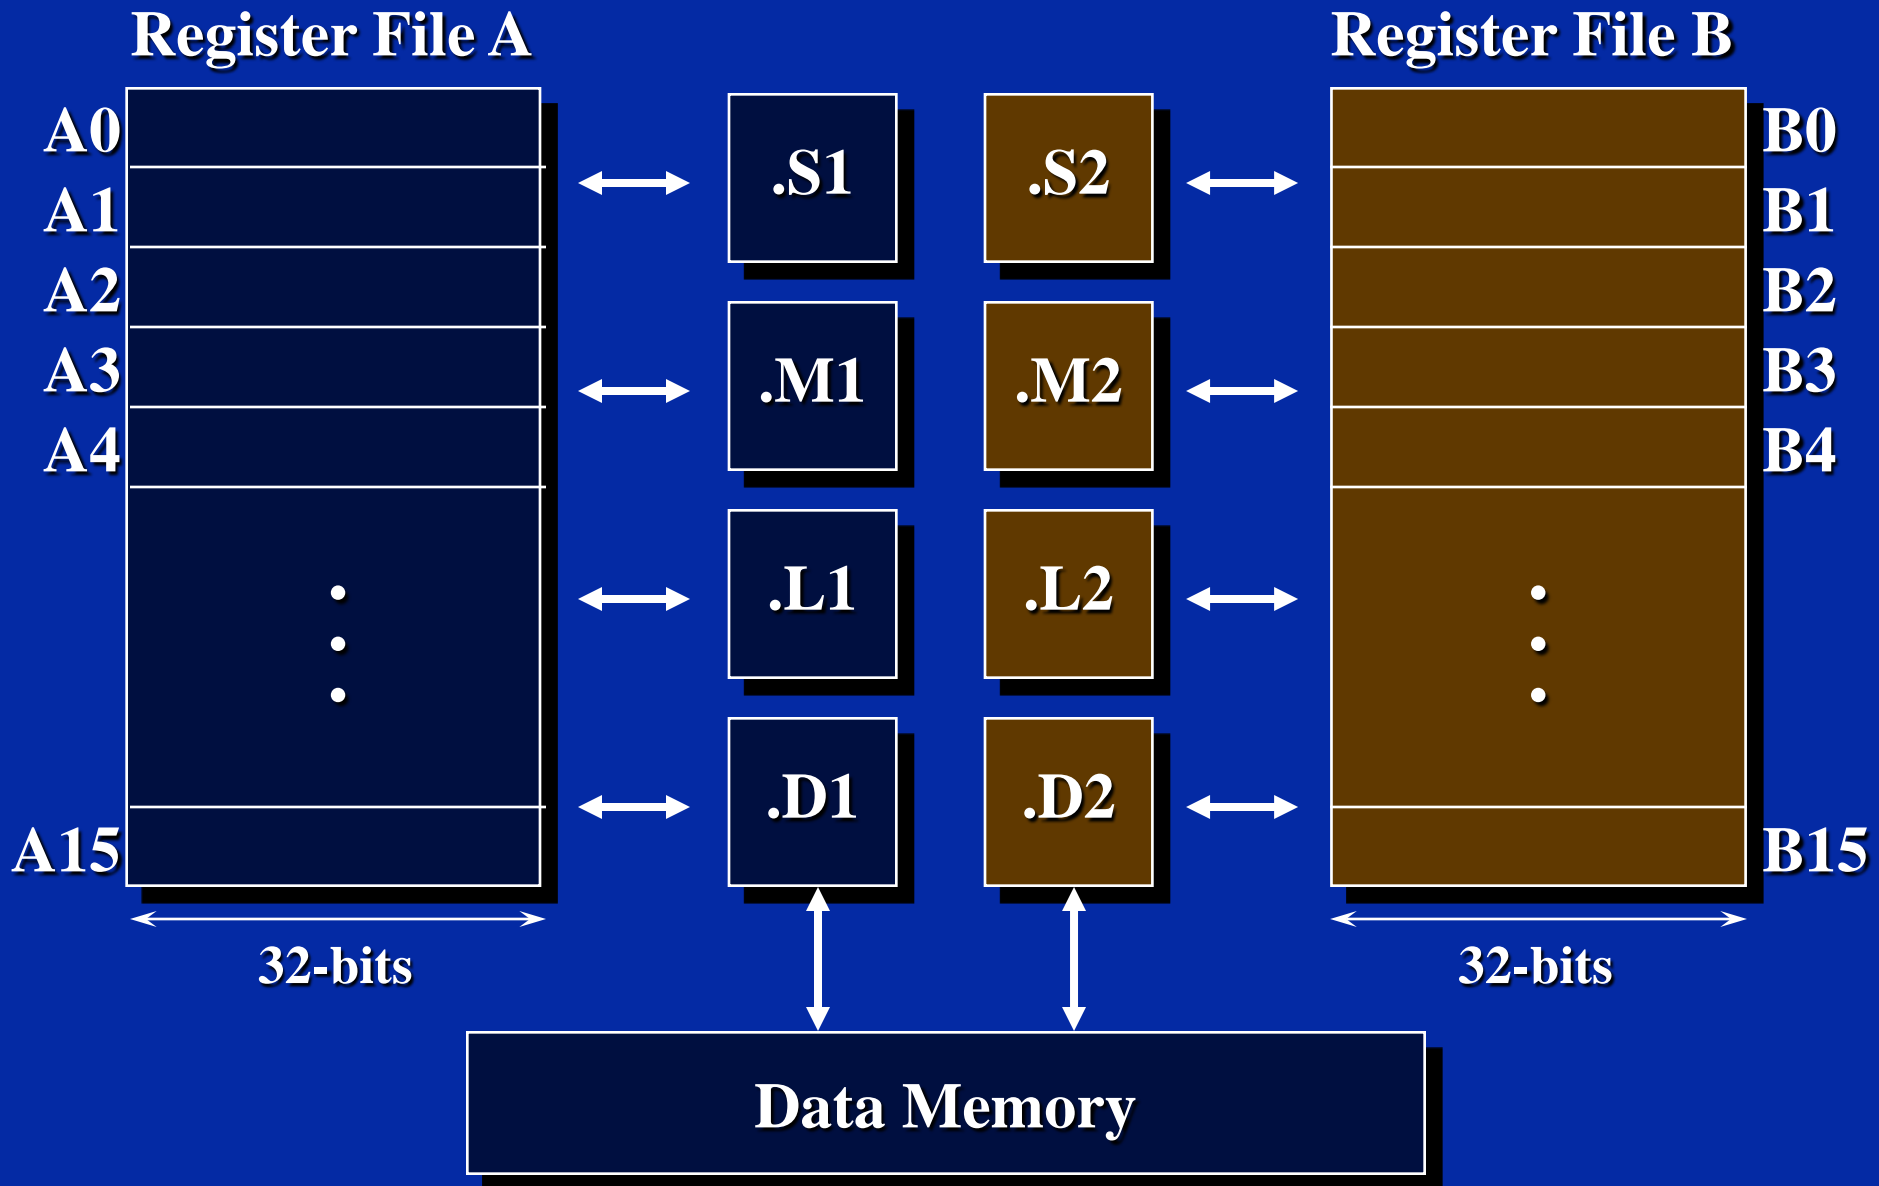 Register File A
Register File B
A0
.S1
.S2
B0
A1
B1
A2
B2
A3
.M1
.M2
B3
A4
B4
.L1
.L2
.D1
.D2
A15
B15
32-bits
32-bits
Data Memory